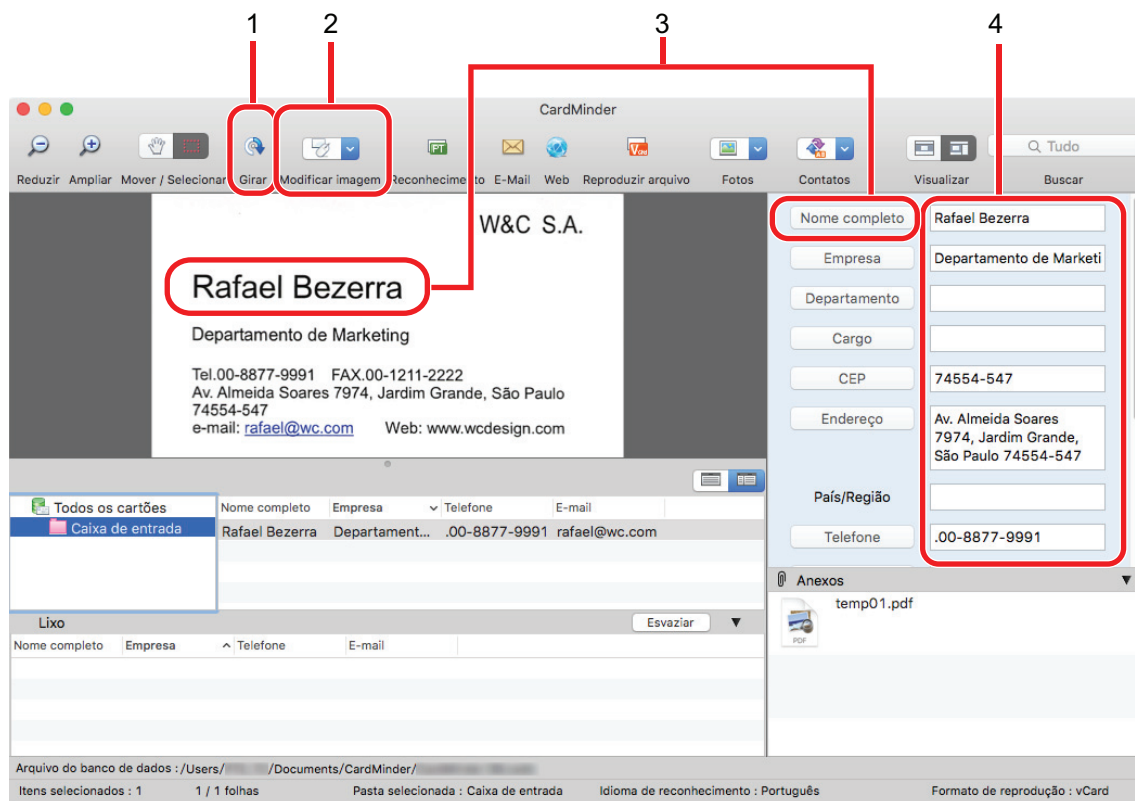 1 2 3 4
CardMinder
Tudo
Reduzir Ampliar Mover / Selecionar Girar Modificar imagem Reconhecimento E-Mail Web Reproduzir arquivo Fotos Contatos Visualizar Buscar
W&C S.A.
Rafael Bezerra
Departamento de Marketing
Tel.00-8877-9991 FAX.00-1211-2222
Av. Almeida Soares 7974, Jardim Grande, São Paulo
74554-547
e-mail: rafael@wc.com Web: www.wcdesign.com
Nome completo Rafael Bezerra
Empresa Departamento de Marketi
Departamento
Cargo
CEP 74554-547
Endereço Av. Almeida Soares
7974, Jardim Grande,
São Paulo 74554-547
País/Região
Telefone .00-8877-9991
Todos os cartões
Caixa de entrada
Nome completo Empresa Telefone E-mail
Rafael Bezerra Departament... .00-8877-9991 rafael@wc.com
Anexos
temp01.pdf
PDF
Lixo Esvaziar
Nome completo Empresa Telefone E-mail
Arquivo do banco de dados : /Users/ /Documents/CardMinder/
Itens selecionados : 1 1 / 1 folhas Pasta selecionada : Caixa de entrada Idioma de reconhecimento : Português Formato de reprodução : vCard